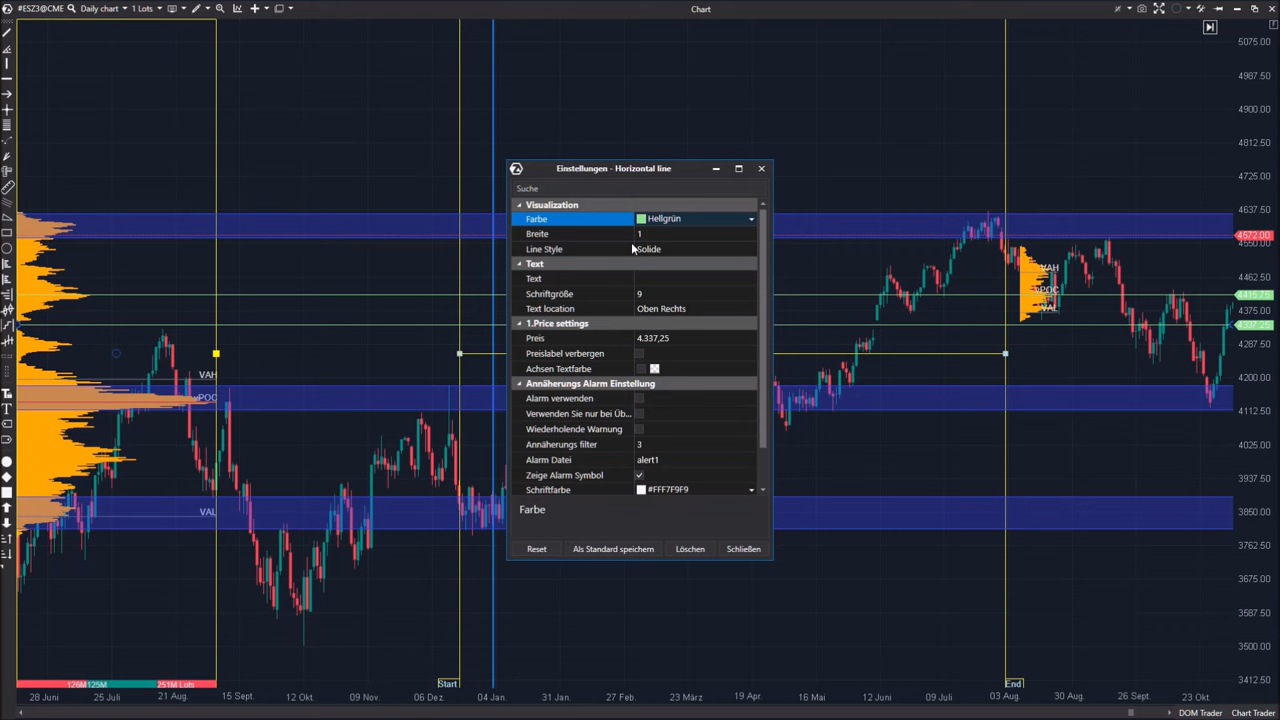 #ESZ3@CME Daily chart 1 Lots
Chart
5075.00
4987.50
4900.00
4812.50
4725.00
4637.50
4572.00
4550.00
4462.50
4415.75
4375.00
4337.25
4287.50
4200.00
4112.50
4025.00
3937.50
3850.00
3762.50
3675.00
3587.50
3500.00
3412.50
VAH
POC
VAL
VAH
POC
VAL
Einstellungen - Horizontal line
Suche
Visualization
Farbe Hellgrün
Breite 1
Line Style Solide
Text
Text
Schriftgröße 9
Text location Oben Rechts
1.Price settings
Preis 4.337,25
Preislabel verbergen
Achsen Textfarbe
Annäherungs Alarm Einstellung
Alarm verwenden
Verwenden Sie nur bei Üb...
Wiederholende Warnung
Annäherungs filter 3
Alarm Datei alert1
Zeige Alarm Symbol
Schriftfarbe #FFF7F9F9
Farbe
Reset Als Standard speichern Löschen Schließen
126M 125M 251M Lots
Start
End
28 Juni 25 Juli 21 Aug. 15 Sept. 12 Okt 09 Nov. 06 Dez. 04 Jan. 31 Jan. 27 Feb. 23 März 19 Apr. 16 Mai 12 Juni 09 Juli 03 Aug. 30 Aug. 26 Sept. 23 Okt.
DOM Trader Chart Trader